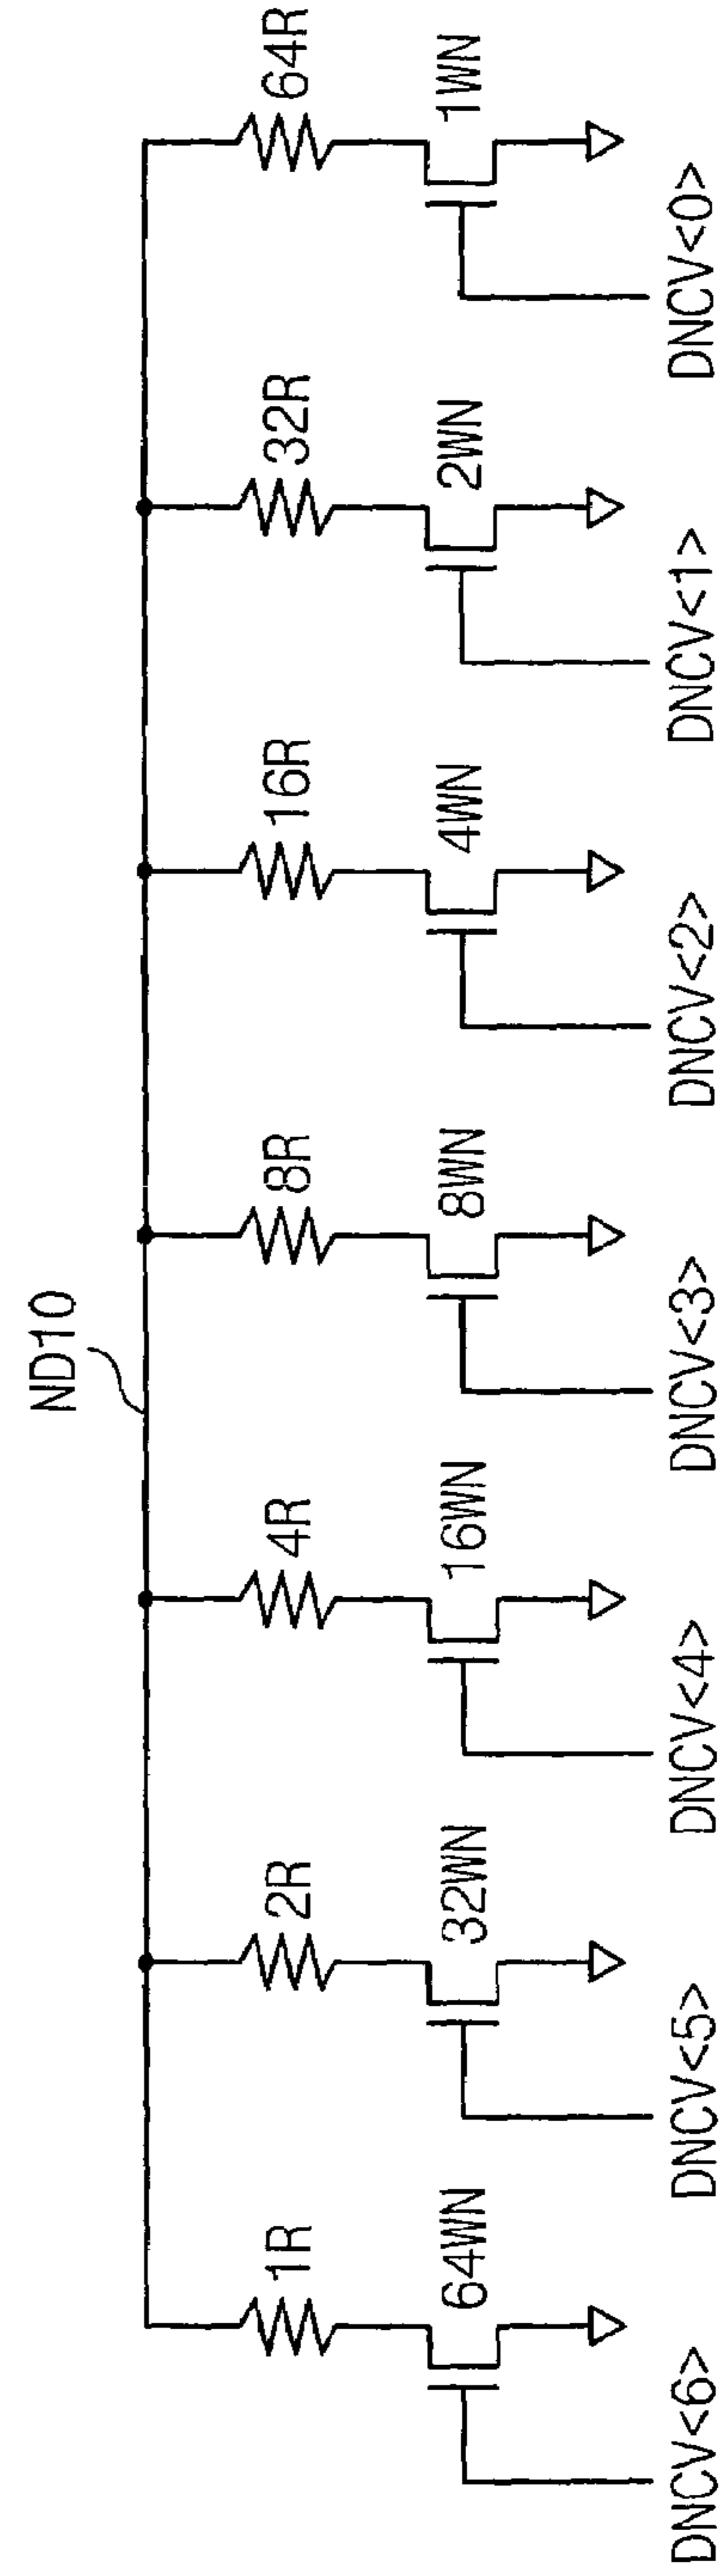 ND10
1R
2R
4R
8R
16R
32R
64R
64WN
32WN
16WN
8WN
4WN
2WN
1WN
DNCV<6>
DNCV<5>
DNCV<4>
DNCV<3>
DNCV<2>
DNCV<1>
DNCV<0>